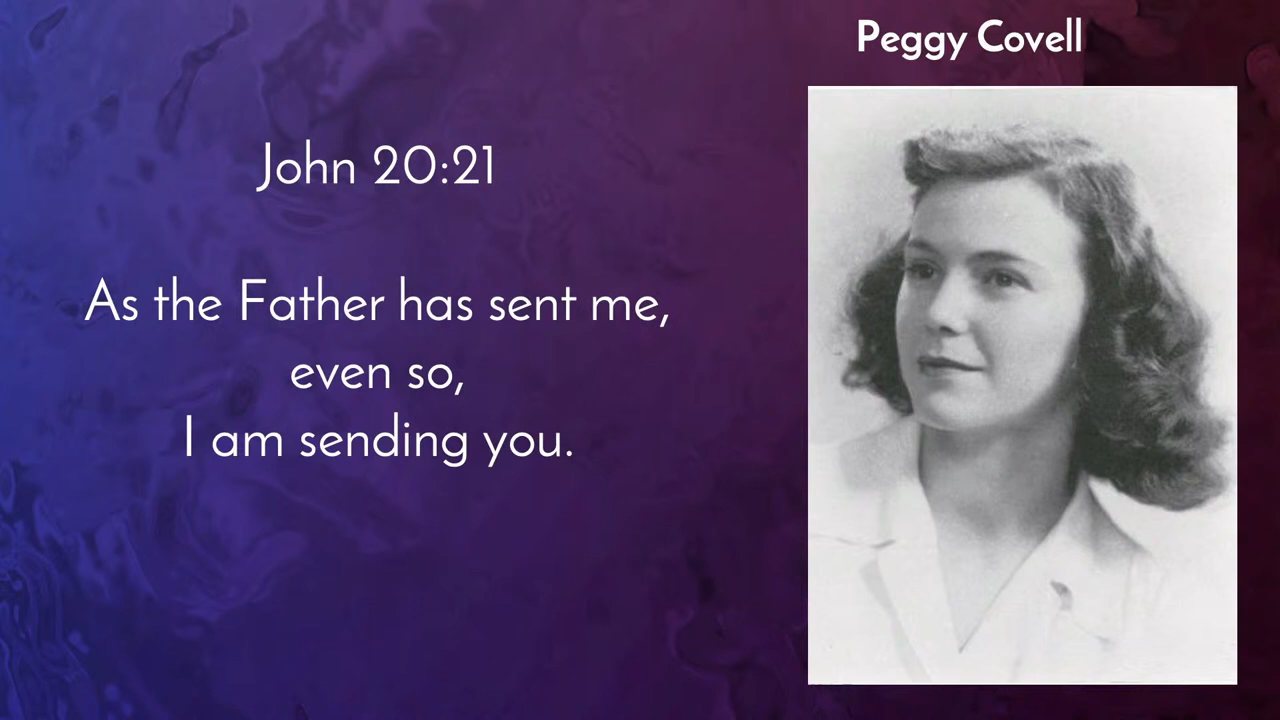 Peggy Covell
John 20:21
As the Father has sent me,
even so,
I am sending you.